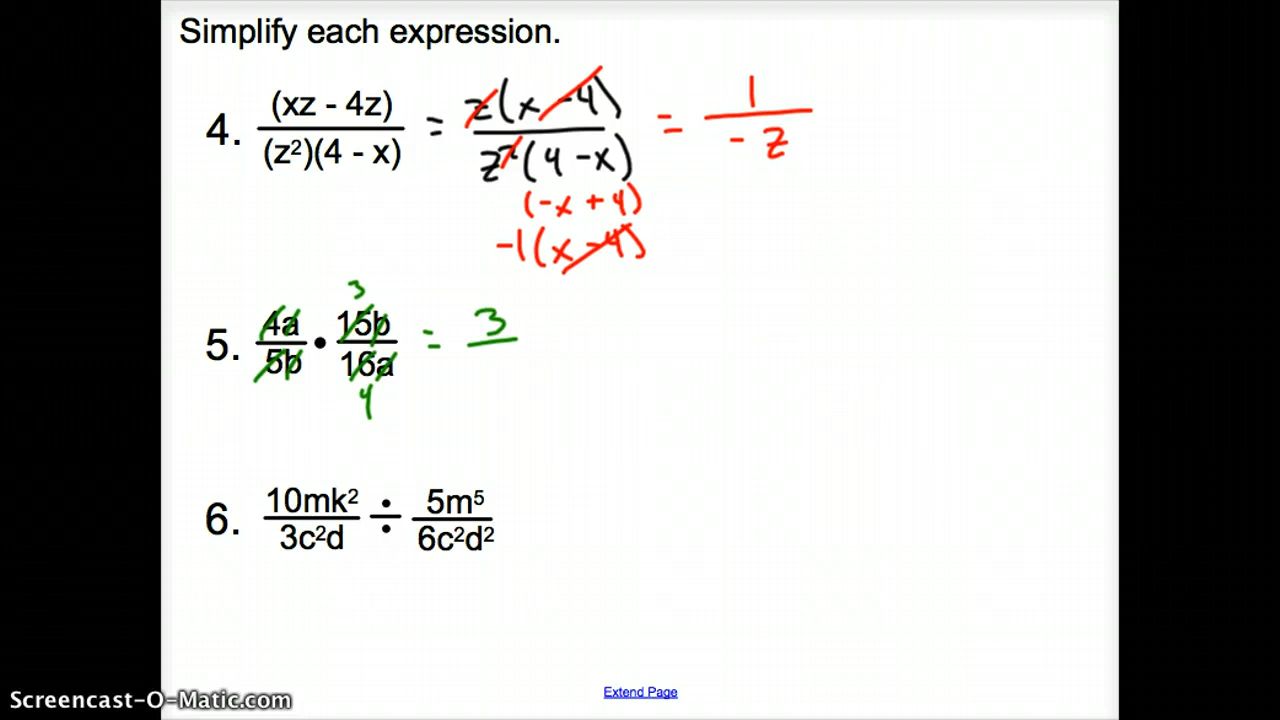 Simplify each expression.
4. (xz - 4z) / (z²)(4 - x) = z(x - 4) / z²(4 - x) = 1 / - z
(-x + 4)
-1(x - 4)
3
5. 4a / 5b • 15b / 16a = 3
4
6. 10mk² / 3c²d ÷ 5m⁵ / 6c²d²
Extend Page
Screencast-O-Matic.com